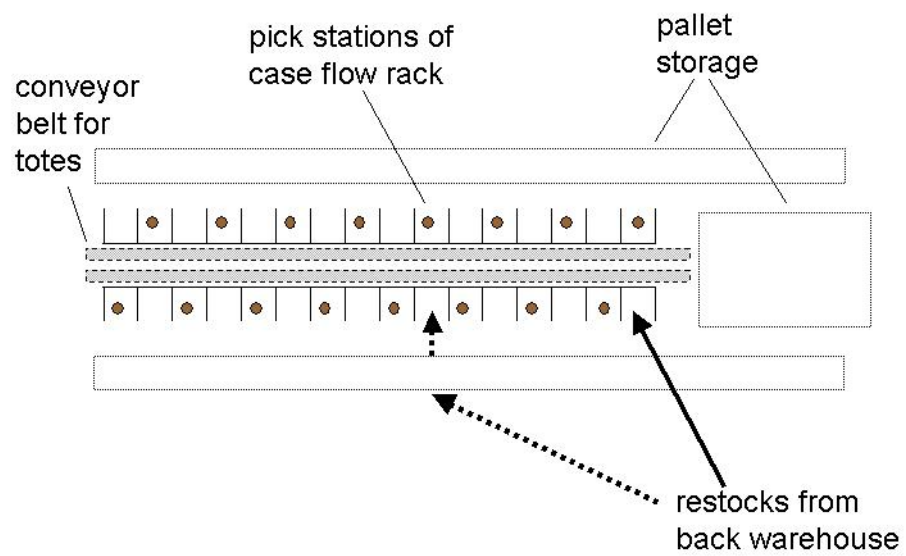 pick stations of
case flow rack
pallet
storage
conveyor
belt for
totes
restocks from
back warehouse